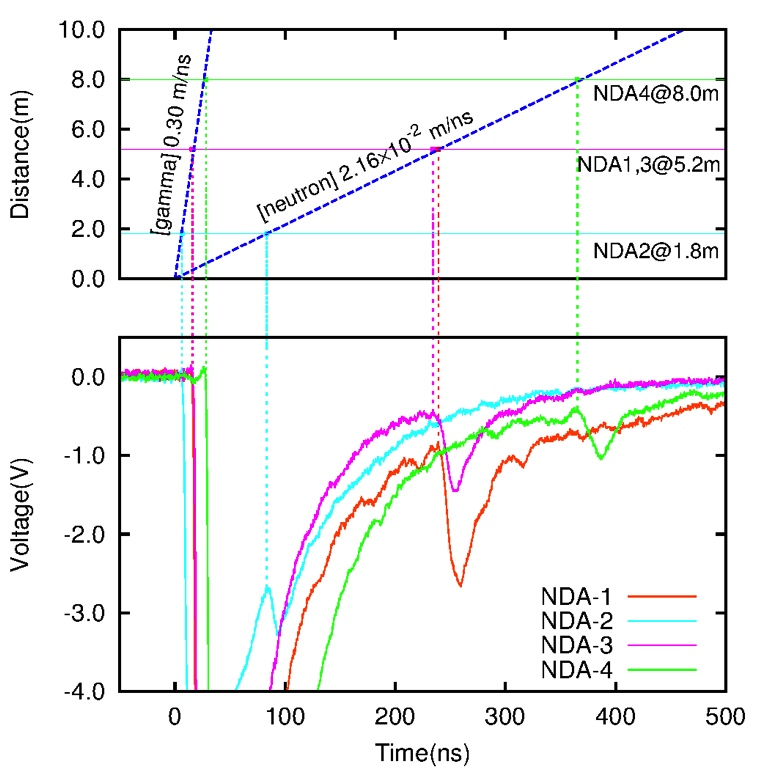 10.0
8.0
6.0
4.0
2.0
0.0
Distance(m)
[gamma] 0.30 m/ns
[neutron] 2.16×10⁻² m/ns
NDA4@8.0m
NDA1,3@5.2m
NDA2@1.8m
0.0
-1.0
-2.0
-3.0
-4.0
Voltage(V)
NDA-1
NDA-2
NDA-3
NDA-4
0 100 200 300 400 500
Time(ns)